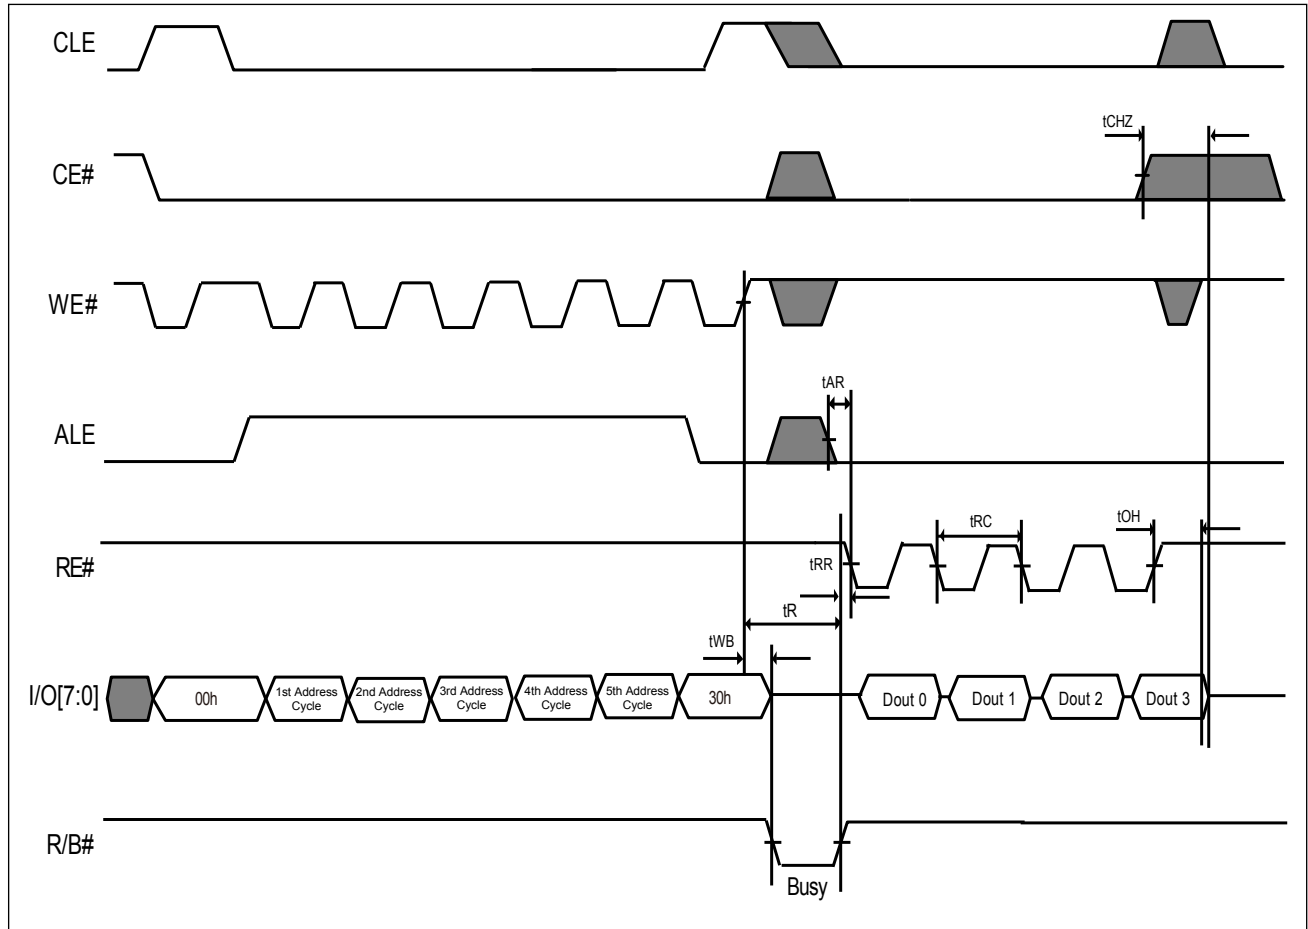 CLE
tCHZ
CE#
WE#
tAR
ALE
tRC
tOH
RE#
tRR
tR
tWB
I/O[7:0]
00h
1st Address
Cycle
2nd Address
Cycle
3rd Address
Cycle
4th Address
Cycle
5th Address
Cycle
30h
Dout 0
Dout 1
Dout 2
Dout 3
R/B#
Busy